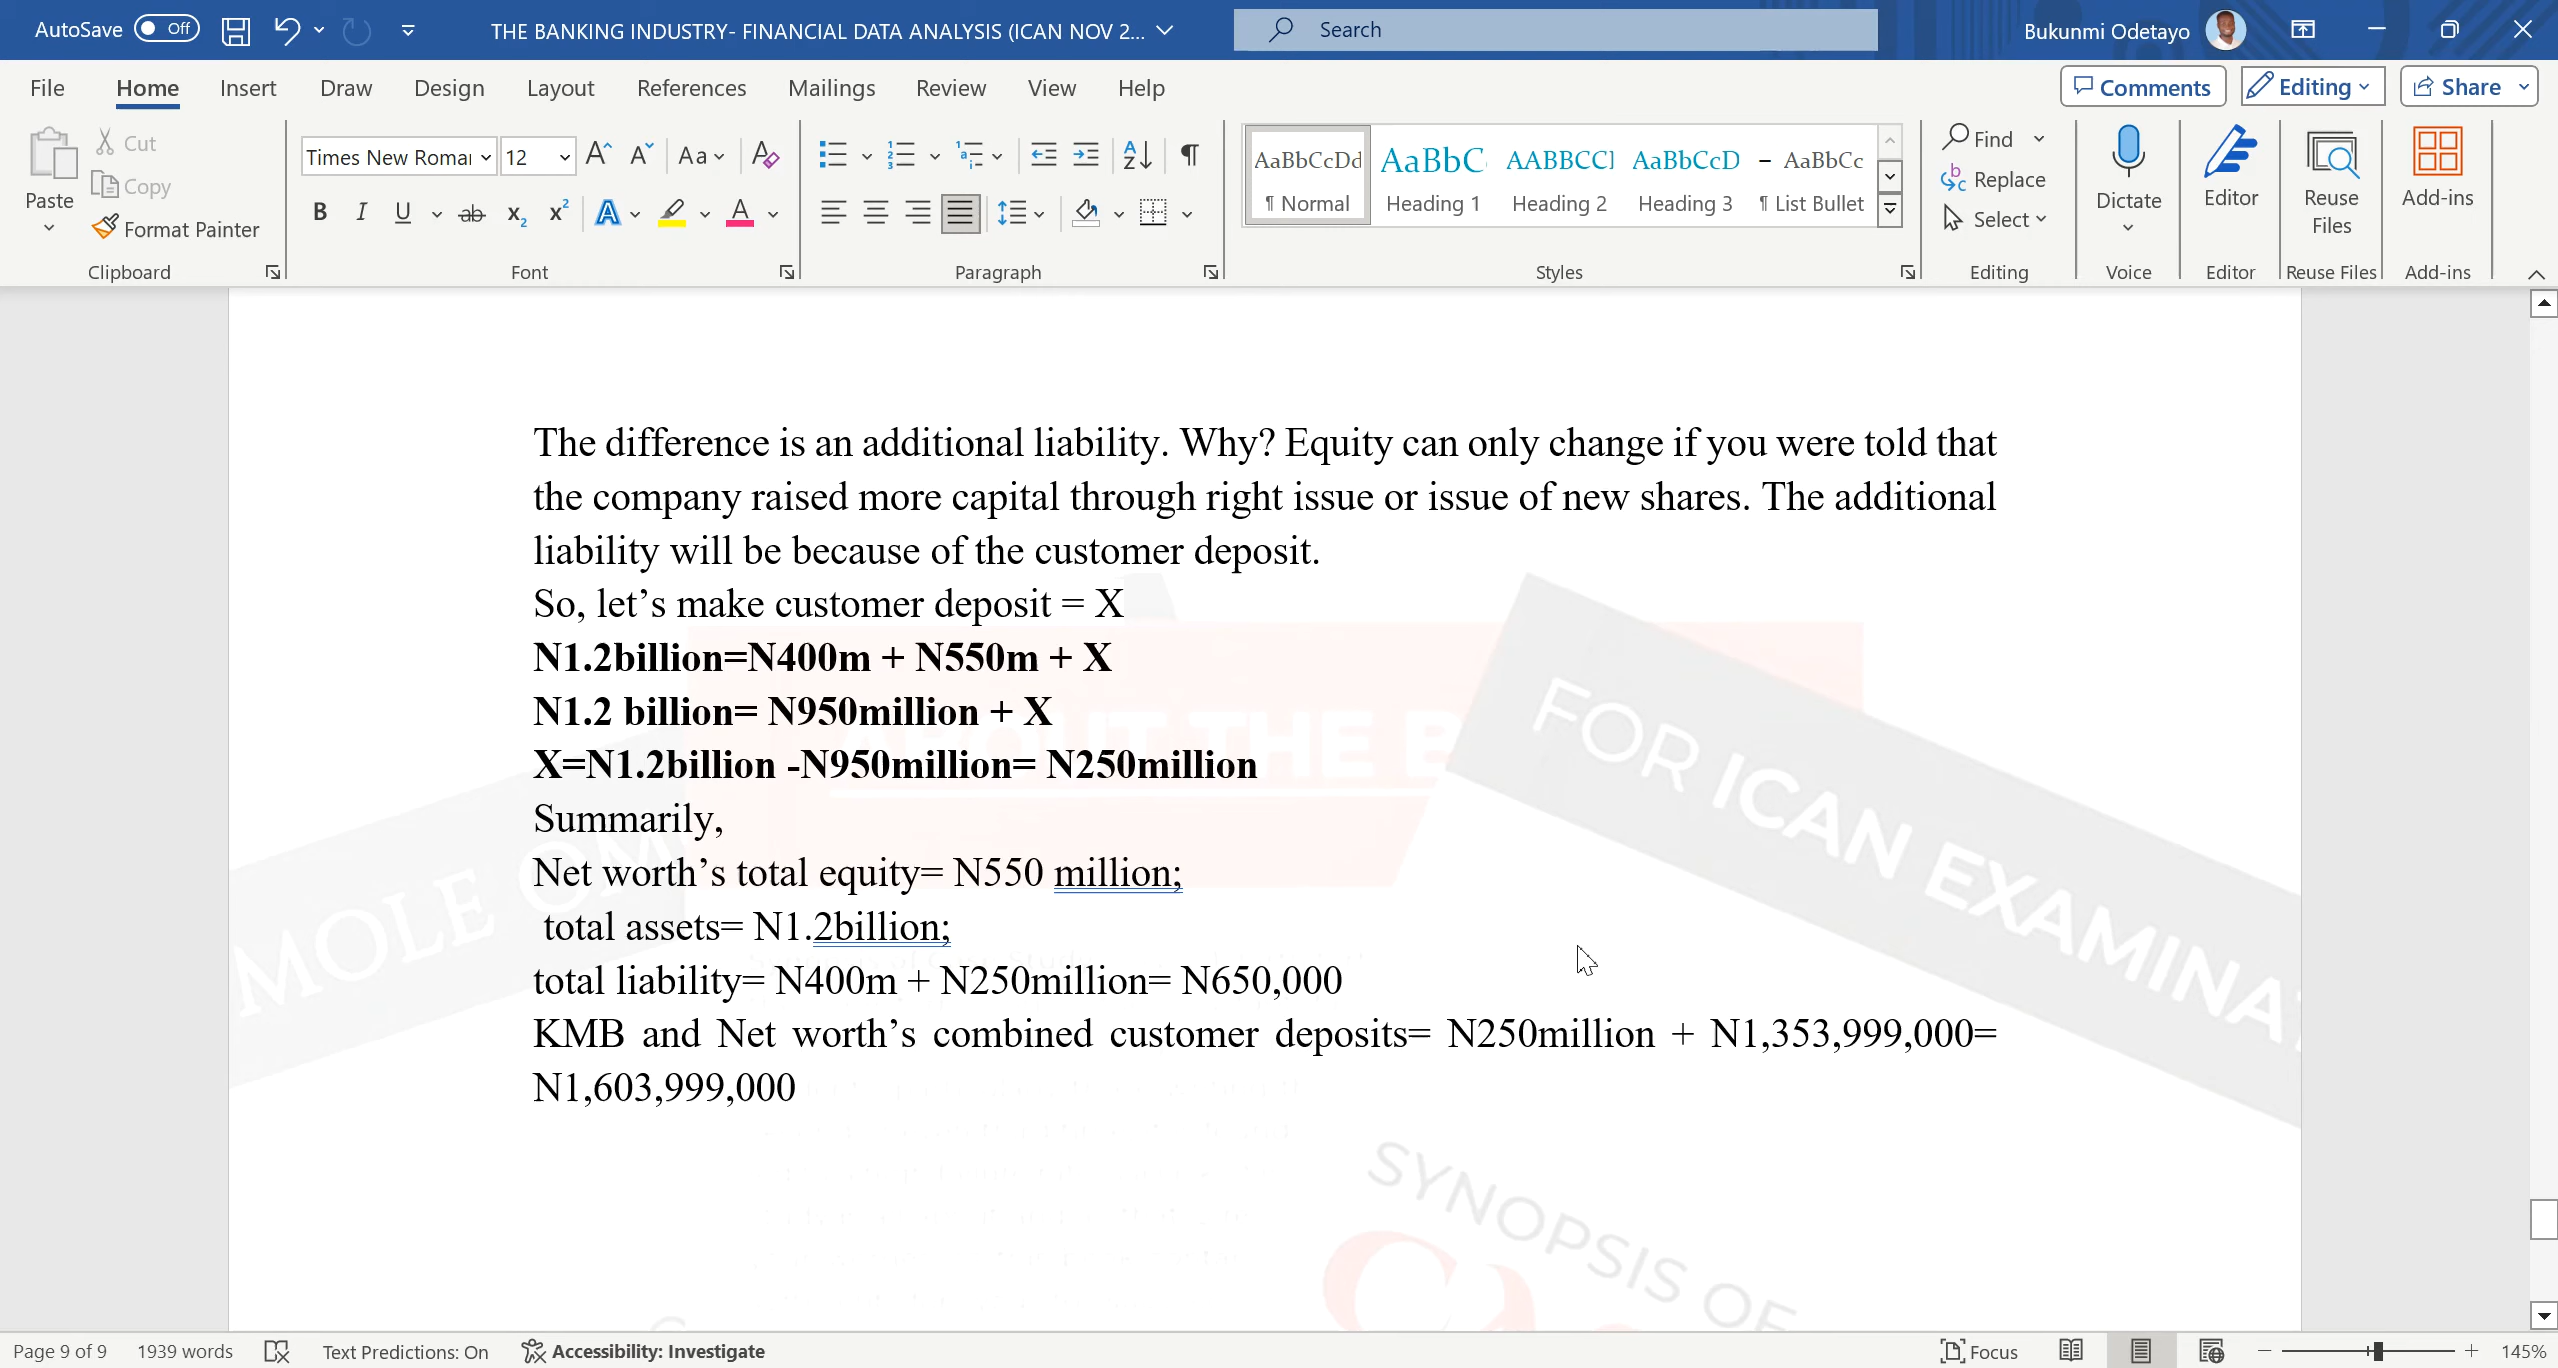 AutoSave Off THE BANKING INDUSTRY- FINANCIAL DATA ANALYSIS (ICAN NOV 2... Search Bukunmi Odetayo
File Home Insert Draw Design Layout References Mailings Review View Help Comments Editing Share
Paste Cut Copy Format Painter Clipboard
Times New Roma 12 Font
Paragraph
AaBbCcDd AaBbC AABBCCI AaBbCcD AaBbCc
¶ Normal Heading 1 Heading 2 Heading 3 ¶ List Bullet
Styles
Find Replace Select Editing
Dictate Voice
Editor Editor
Reuse Files Reuse Files
Add-ins Add-ins
The difference is an additional liability. Why? Equity can only change if you were told that
the company raised more capital through right issue or issue of new shares. The additional
liability will be because of the customer deposit.
So, let’s make customer deposit = X
N1.2billion=N400m + N550m + X
N1.2 billion= N950million + X
X=N1.2billion -N950million= N250million
Summarily,
Net worth’s total equity= N550 million;
total assets= N1.2billion;
total liability= N400m + N250million= N650,000
KMB and Net worth’s combined customer deposits= N250million + N1,353,999,000=
N1,603,999,000
ABOUT THE B
FOR ICAN EXAMINAT
MOLE OM
SYNOPSIS OF
Page 9 of 9 1939 words Text Predictions: On Accessibility: Investigate Focus 145%